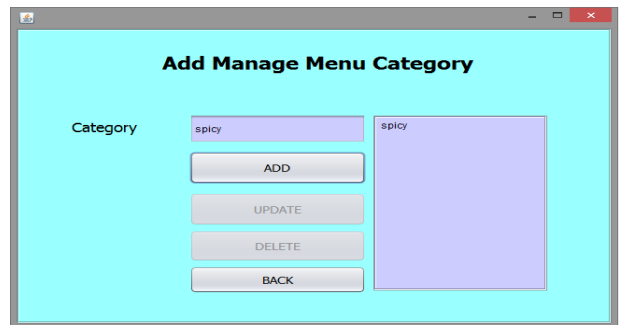 Add Manage Menu Category
Category
spicy
spicy
ADD
UPDATE
DELETE
BACK